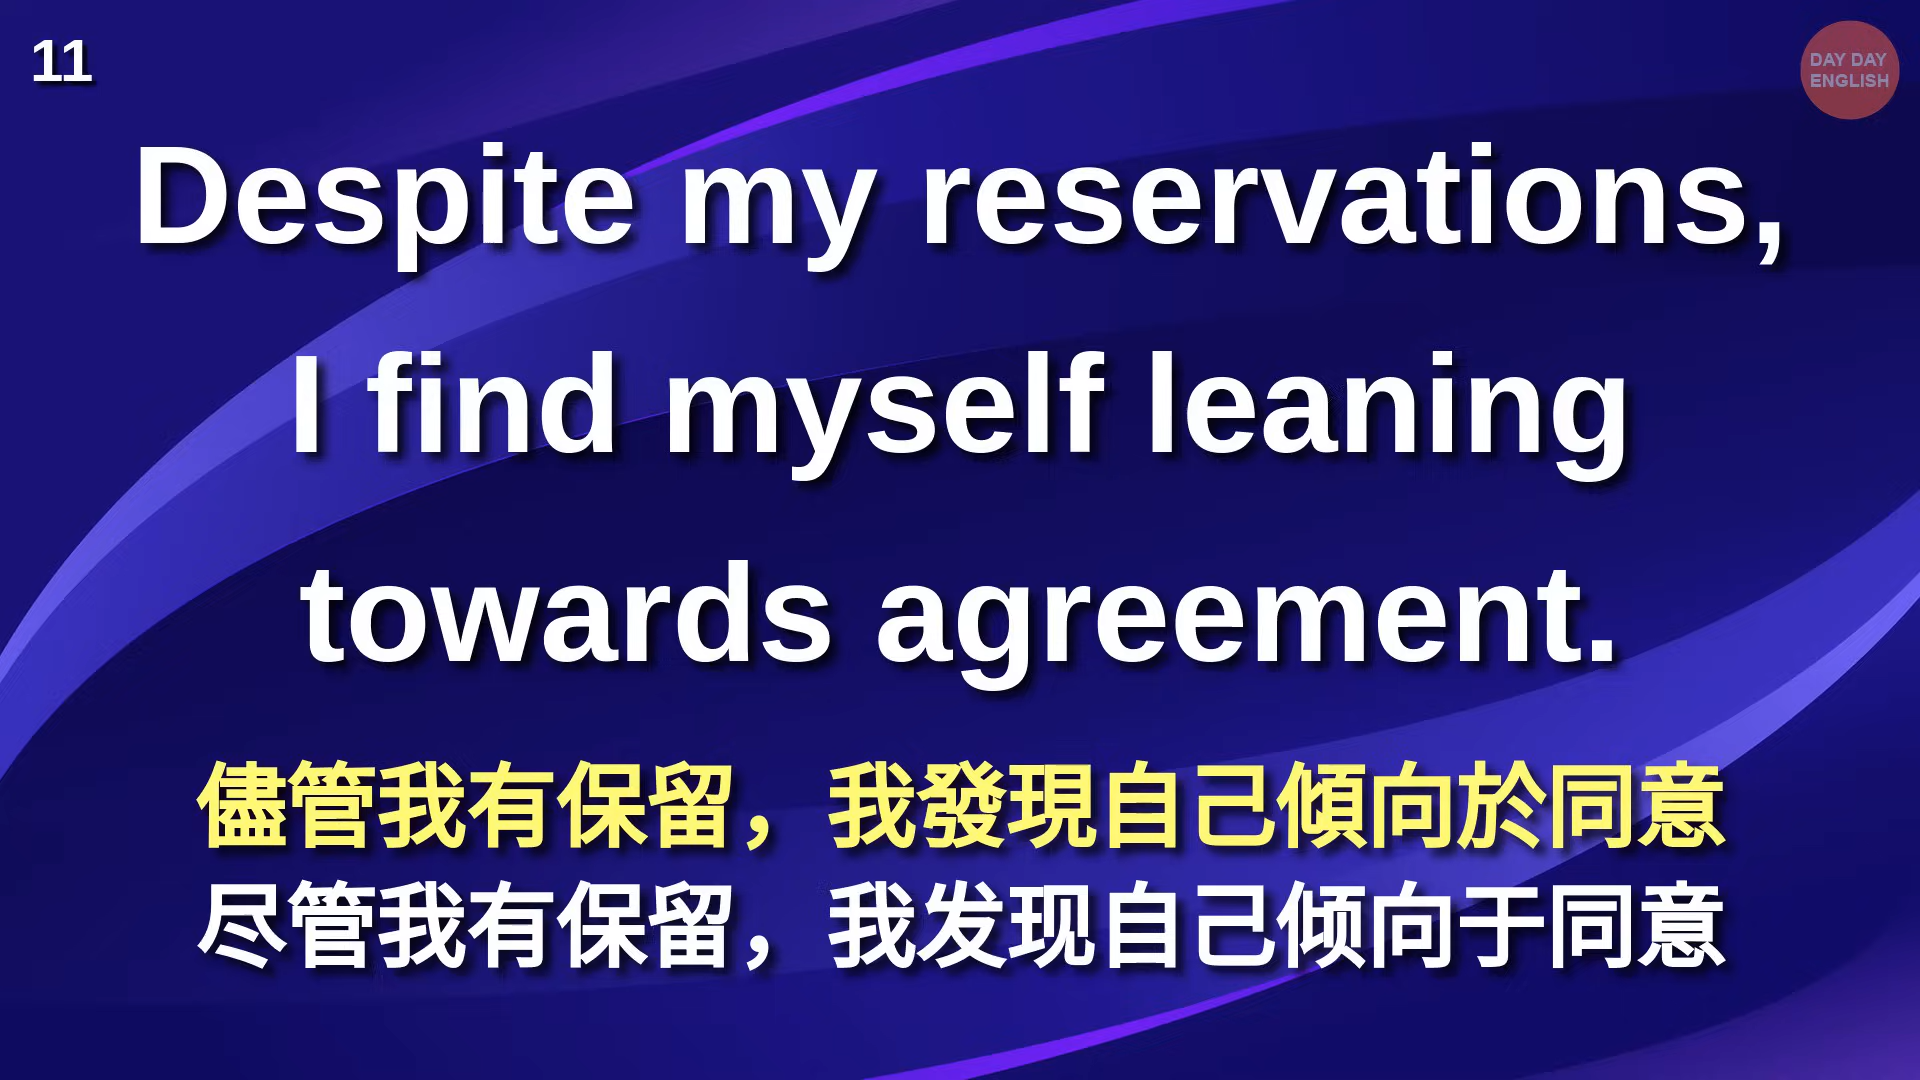 11
DAY DAY
ENGLISH
Despite my reservations,
I find myself leaning
towards agreement.
儘管我有保留，我發現自己傾向於同意
尽管我有保留，我发现自己倾向于同意